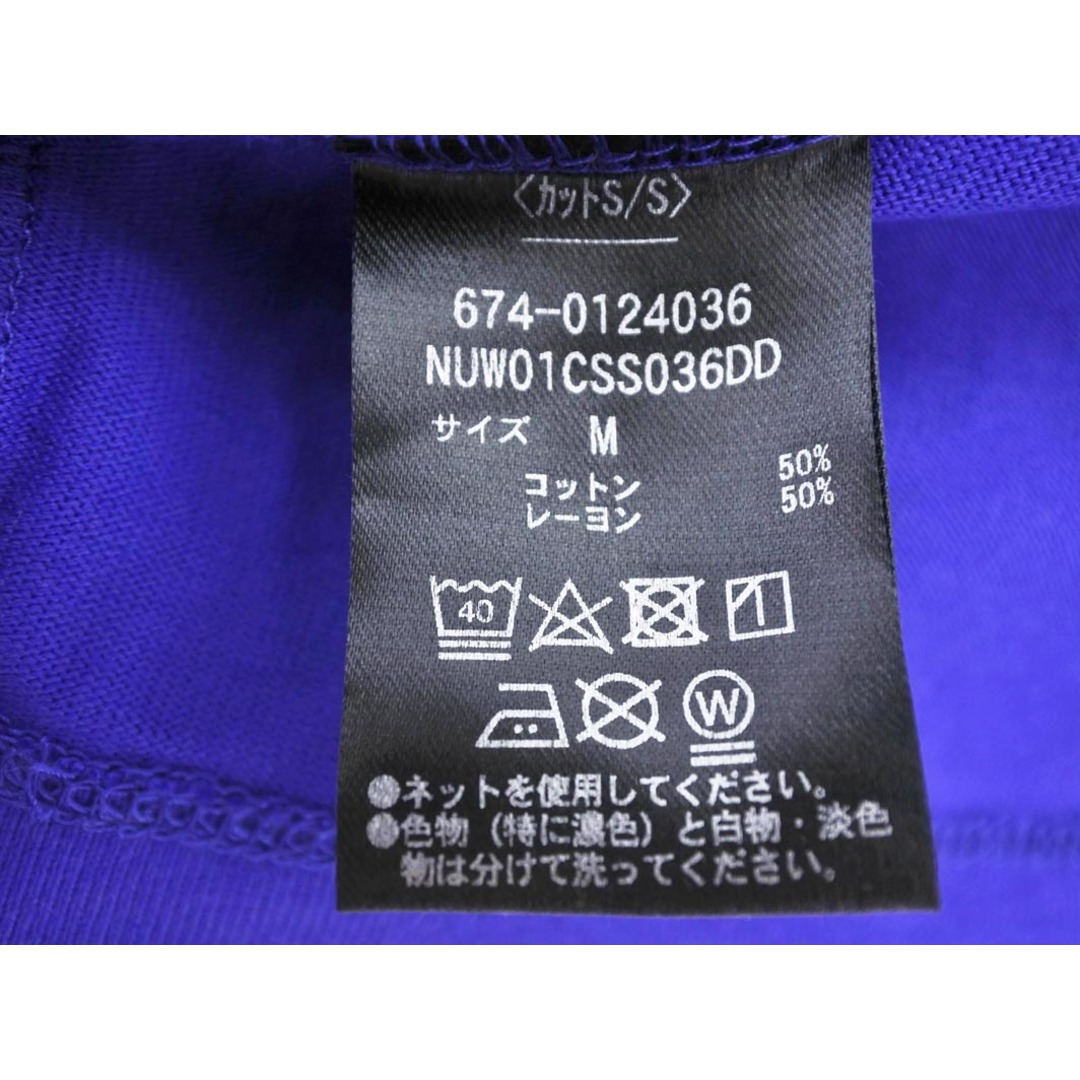 〈カットS/S〉
674-0124036
NUW01CSS036DD
サイズ M
コットン 50%
レーヨン 50%
40
W
●ネットを使用してください。
●色物（特に濃色）と白物・淡色
物は分けて洗ってください。